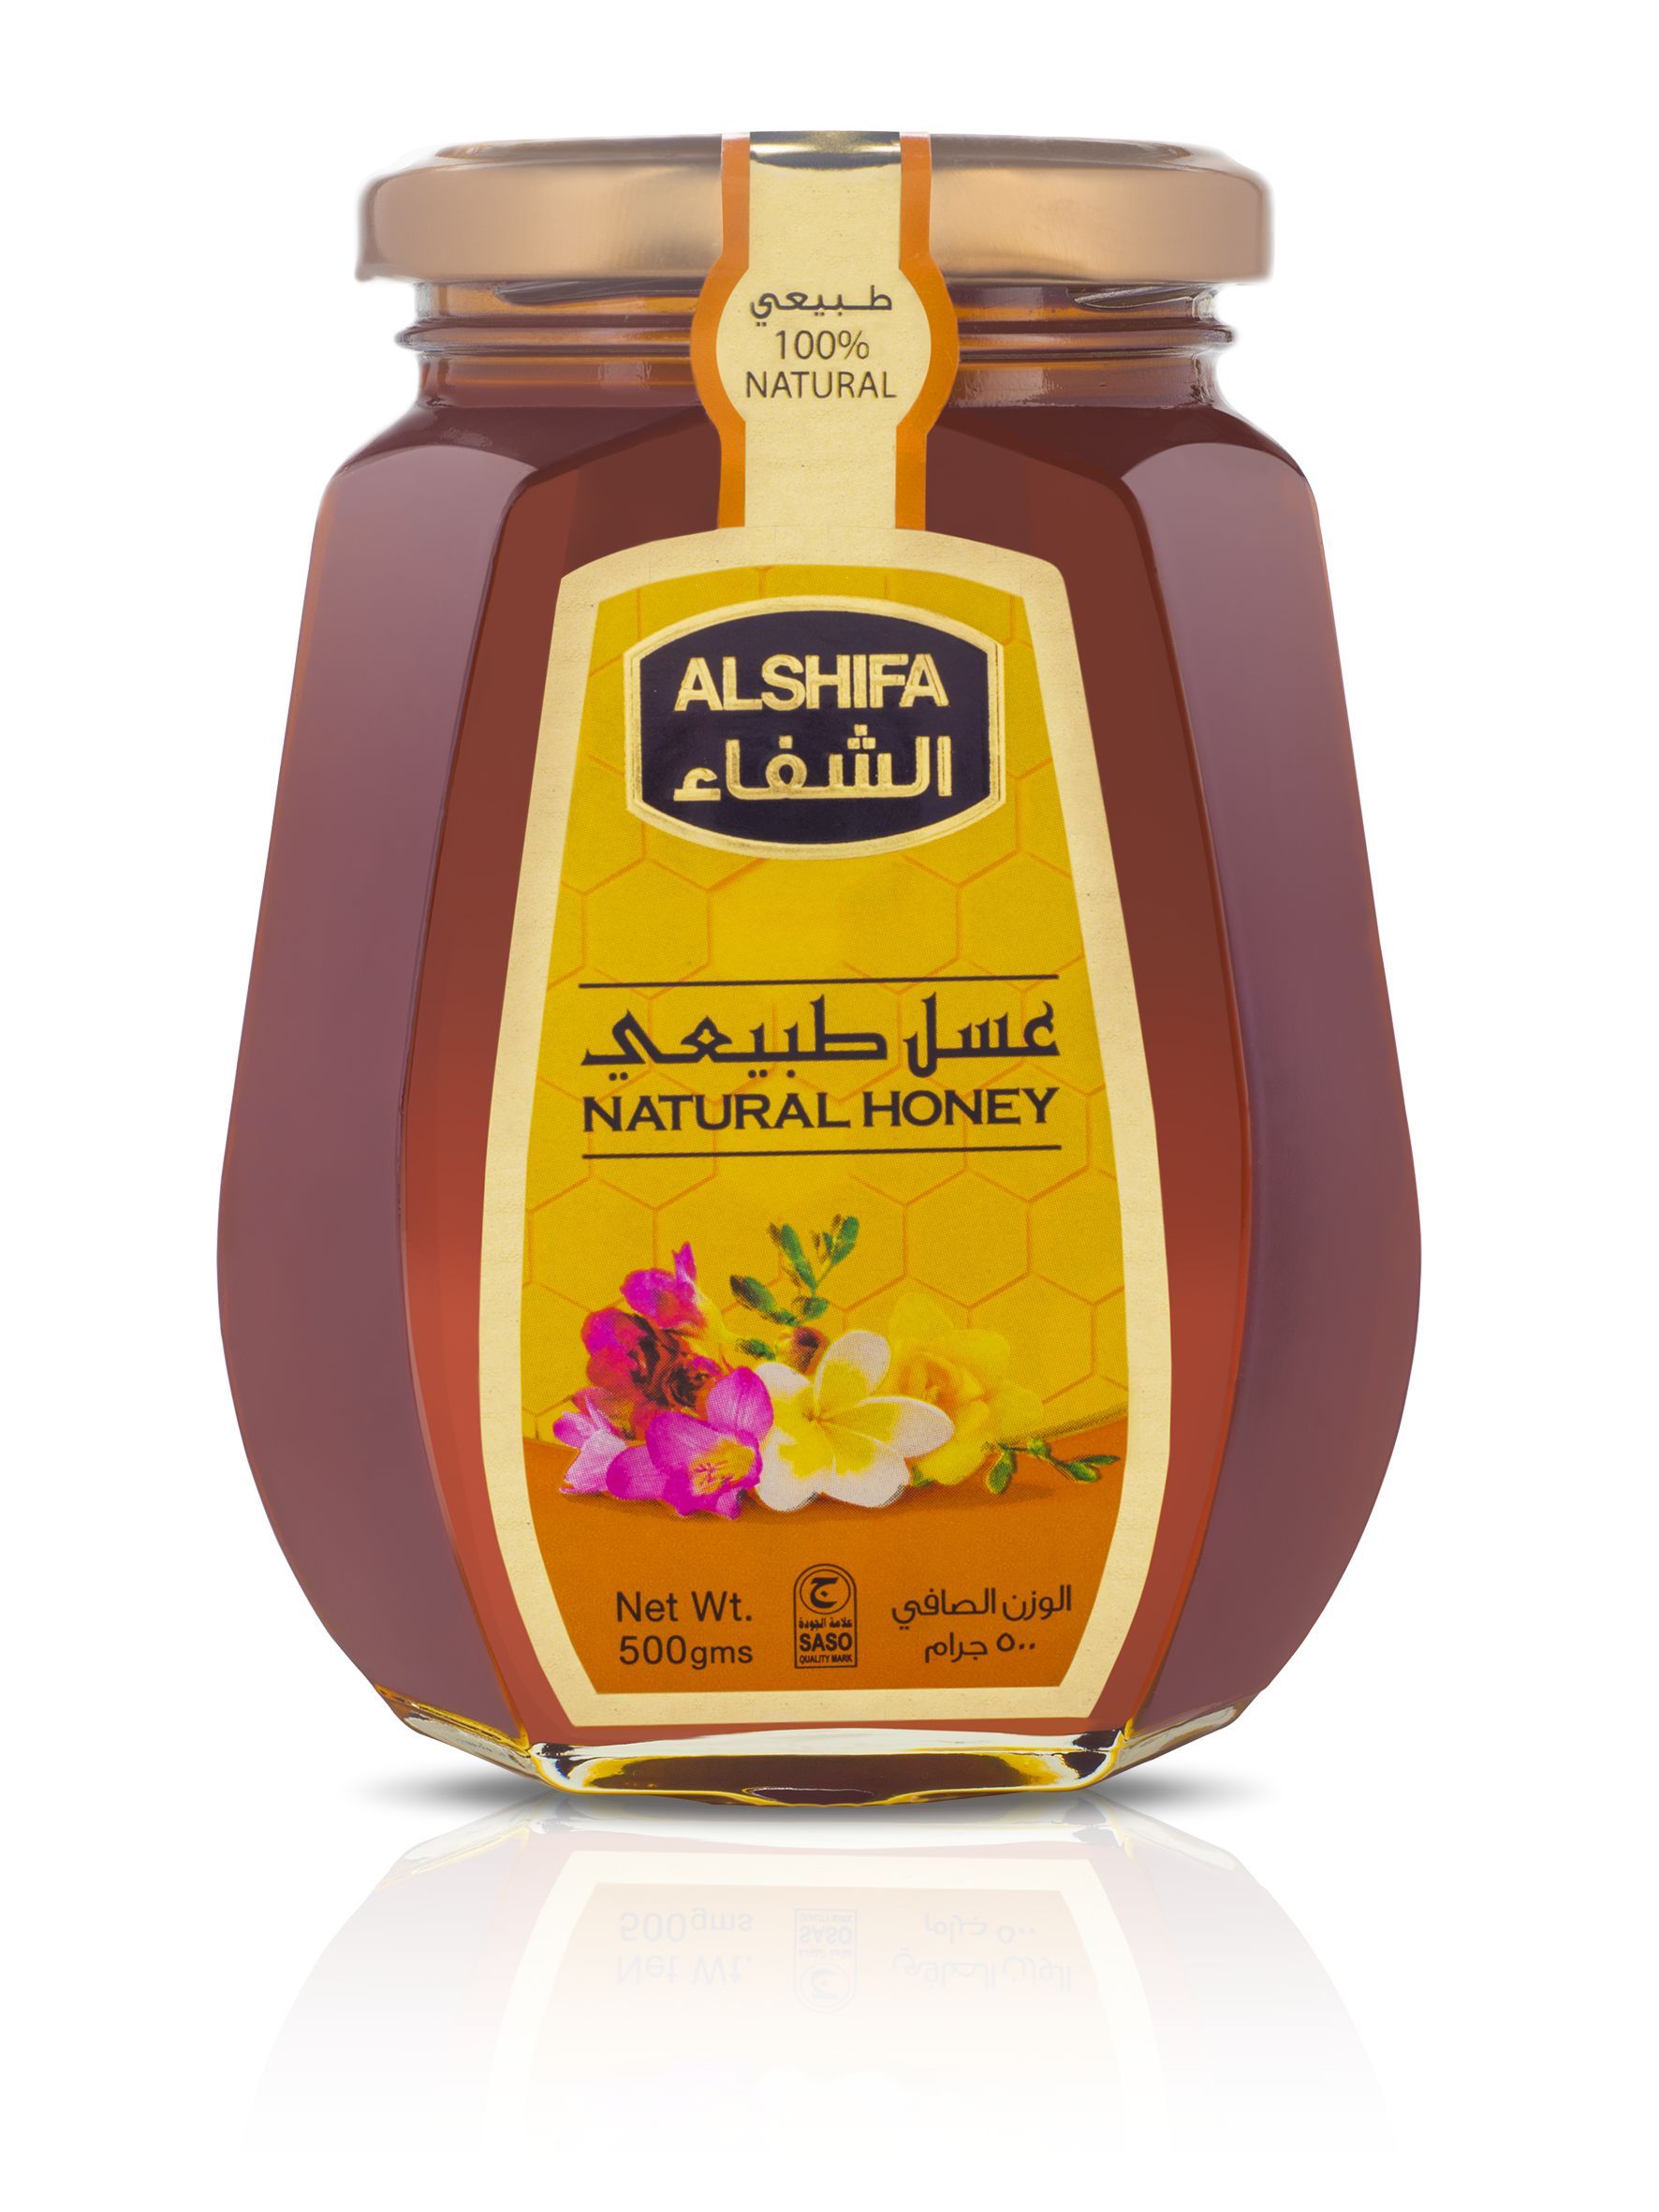 طبيعي
100%
NATURAL
ALSHIFA
الشفاء
عسل طبيعي
NATURAL HONEY
Net Wt.
500gms
ج
علامة الجودة
SASO
QUALITY MARK
الوزن الصافي
٥٠٠ جرام